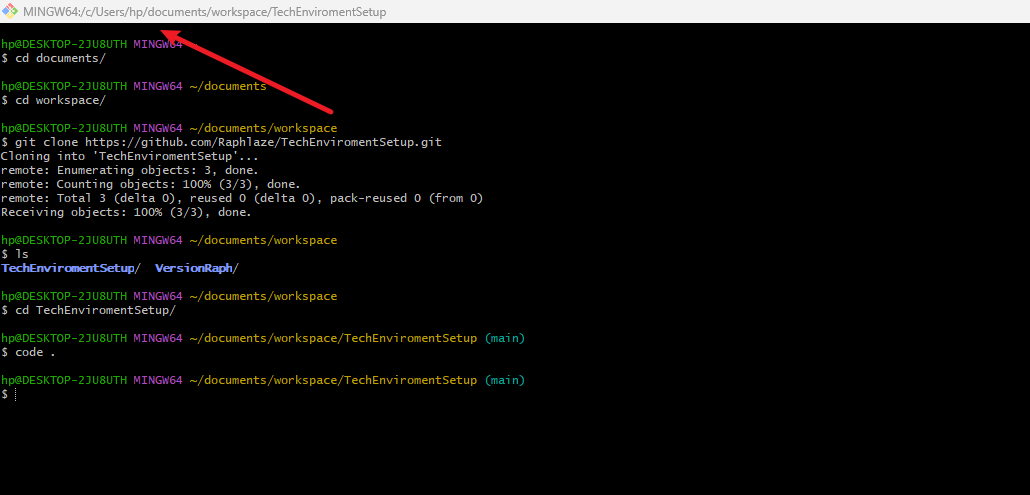 MINGW64:/c/Users/hp/documents/workspace/TechEnviromentSetup
hp@DESKTOP-2JU8UTH MINGW64 ~
$ cd documents/
hp@DESKTOP-2JU8UTH MINGW64 ~/documents
$ cd workspace/
hp@DESKTOP-2JU8UTH MINGW64 ~/documents/workspace
$ git clone https://github.com/Raphlaze/TechEnviromentSetup.git
Cloning into 'TechEnviromentSetup'...
remote: Enumerating objects: 3, done.
remote: Counting objects: 100% (3/3), done.
remote: Total 3 (delta 0), reused 0 (delta 0), pack-reused 0 (from 0)
Receiving objects: 100% (3/3), done.
hp@DESKTOP-2JU8UTH MINGW64 ~/documents/workspace
$ ls
TechEnviromentSetup/  VersionRaph/
hp@DESKTOP-2JU8UTH MINGW64 ~/documents/workspace
$ cd TechEnviromentSetup/
hp@DESKTOP-2JU8UTH MINGW64 ~/documents/workspace/TechEnviromentSetup (main)
$ code .
hp@DESKTOP-2JU8UTH MINGW64 ~/documents/workspace/TechEnviromentSetup (main)
$